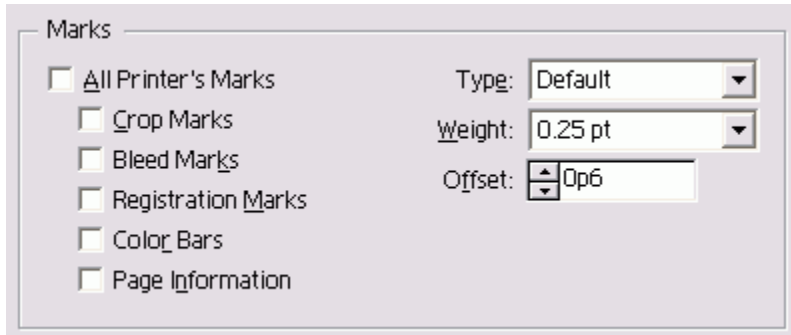 Marks
All Printer's Marks
Crop Marks
Bleed Marks
Registration Marks
Color Bars
Page Information
Type: Default
Weight: 0.25 pt
Offset: 0p6